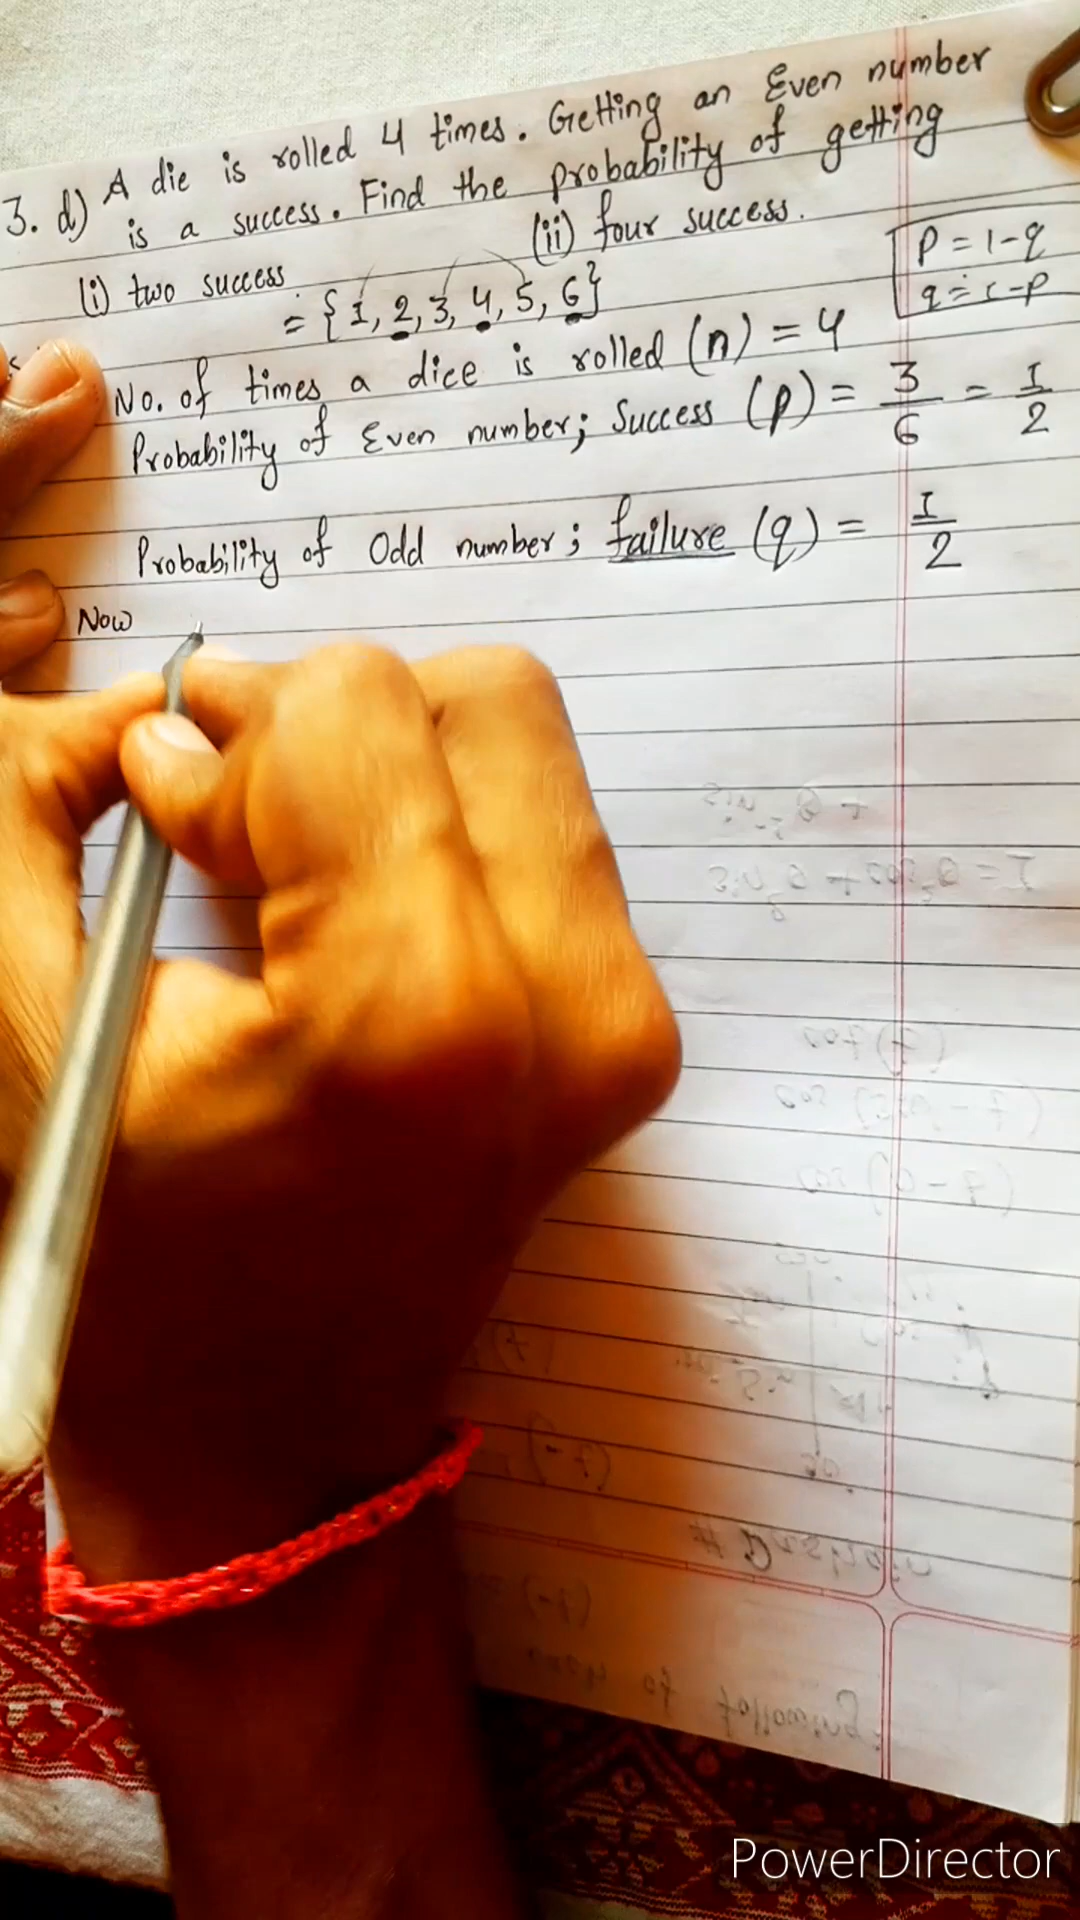 3. d) A die is rolled 4 times. Getting an Even number
is a success. Find the probability of getting
(i) two success (ii) four success.
= {1, 2, 3, 4, 5, 6}
P = 1-q
q = 1-p
No. of times a dice is rolled (n) = 4
Probability of Even number; Success (p) = 3/6 = 1/2
Probability of Odd number; failure (q) = 1/2
Now
PowerDirector